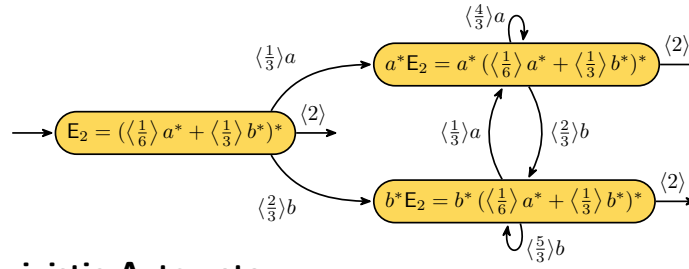 ⟨4/3⟩a
⟨1/3⟩a a*E₂ = a* (⟨1/6⟩ a* + ⟨1/3⟩ b*)* ⟨2⟩
E₂ = (⟨1/6⟩ a* + ⟨1/3⟩ b*)* ⟨2⟩ ⟨1/3⟩a ⟨2/3⟩b
⟨2/3⟩b b*E₂ = b* (⟨1/6⟩ a* + ⟨1/3⟩ b*)* ⟨2⟩
⟨5/3⟩b